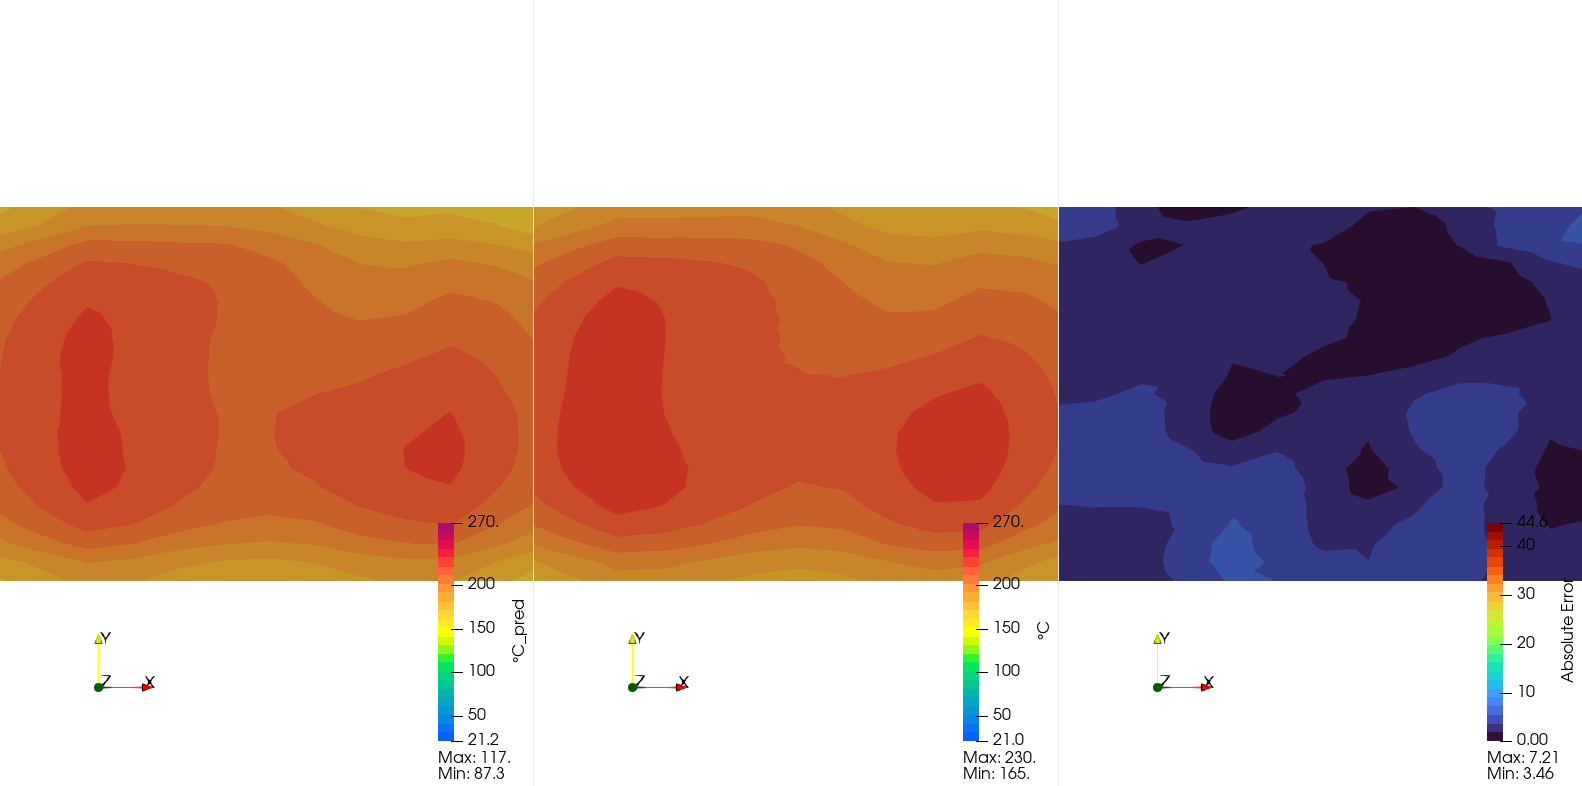 270.
200
150
100
50
21.2
°C_pred
Max: 117.
Min: 87.3
Y
Z
X
270.
200
150
100
50
21.0
°C
Max: 230.
Min: 165.
Y
Z
X
44.6
40
30
20
10
0.00
Absolute Error
Max: 7.21
Min: 3.46
Y
Z
X